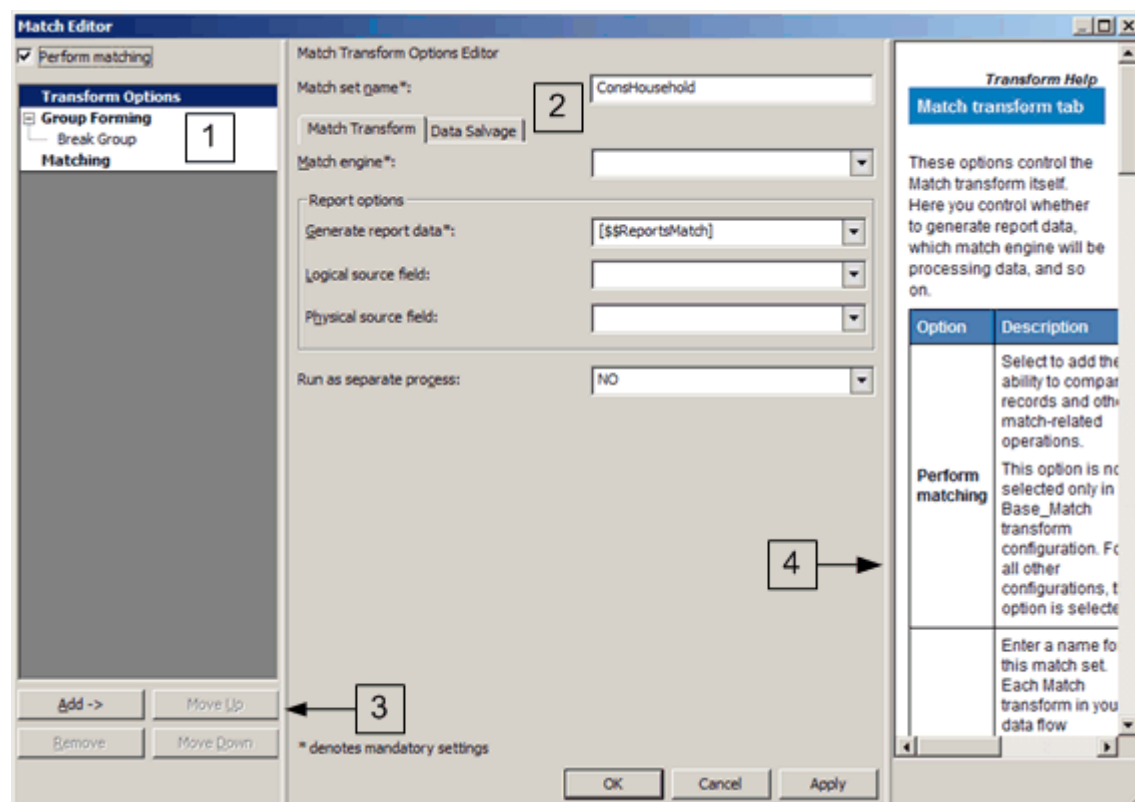 Match Editor
Perform matching
Transform Options
Group Forming
Break Group
Matching
1
Add ->
Move Up
Remove
Move Down
Match Transform Options Editor
Match set name*:
ConsHousehold
2
Match Transform
Data Salvage
Match engine*:
Report options
Generate report data*:
[$$ReportsMatch]
Logical source field:
Physical source field:
Run as separate process:
NO
4
3
* denotes mandatory settings
OK
Cancel
Apply
Transform Help
Match transform tab
These options control the
Match transform itself.
Here you control whether
to generate report data,
which match engine will be
processing data, and so
on.
Option
Description
Perform
matching
Select to add the
ability to compar
records and oth
match-related
operations.
This option is no
selected only in
Base_Match
transform
configuration. Fo
all other
configurations, t
option is selecte
Enter a name fo
this match set.
Each Match
transform in you
data flow